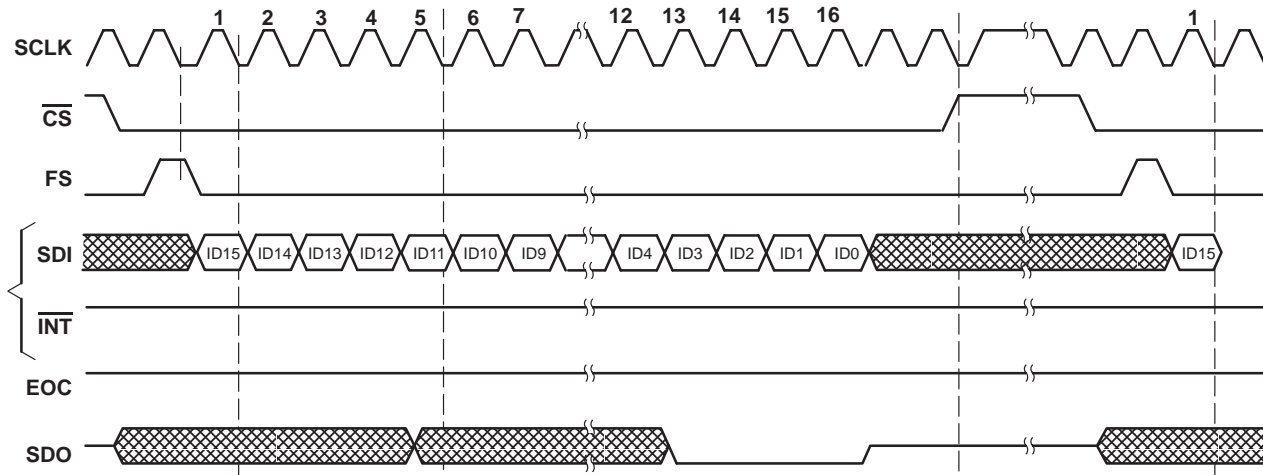 1 2 3 4 5 6 7 12 13 14 15 16 1
SCLK
CS
FS
SDI ID15 ID14 ID13 ID12 ID11 ID10 ID9 ID4 ID3 ID2 ID1 ID0 ID15
INT
EOC
SDO